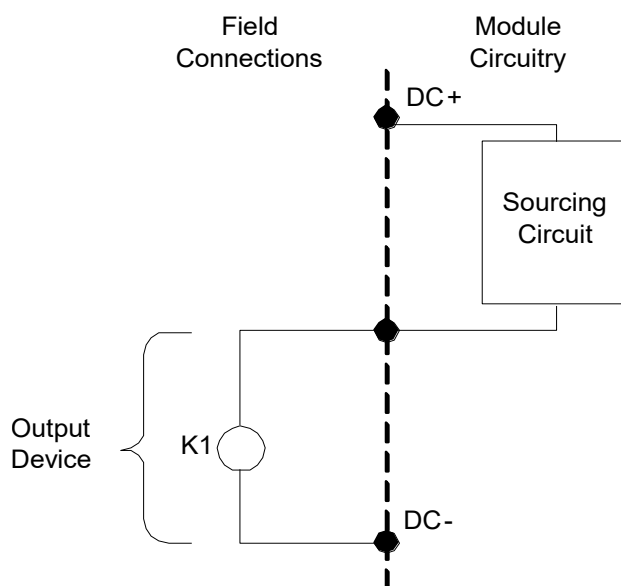 Field
Connections
Module
Circuitry
DC+
Sourcing
Circuit
Output
Device
K1
DC-